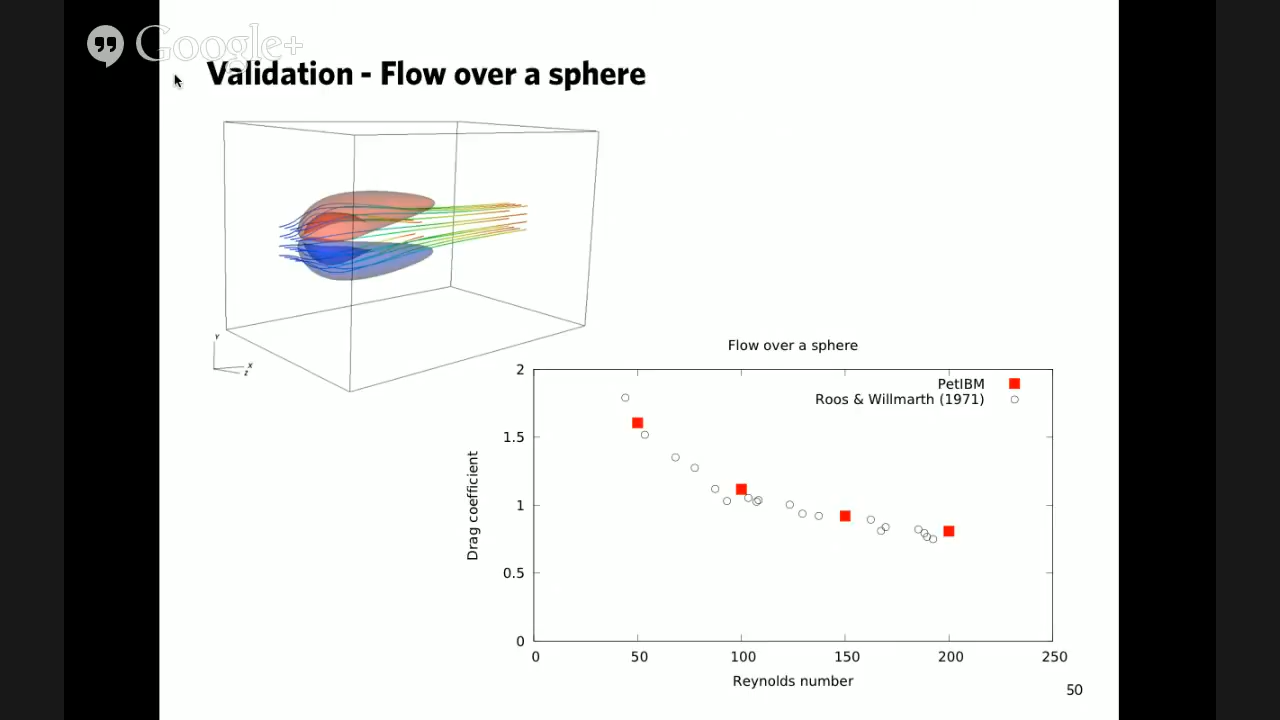 Google+
Validation - Flow over a sphere
Y
X
Z
Flow over a sphere
PetIBM
Roos & Willmarth (1971)
2
1.5
1
0.5
0
Drag coefficient
0 50 100 150 200 250
Reynolds number
50